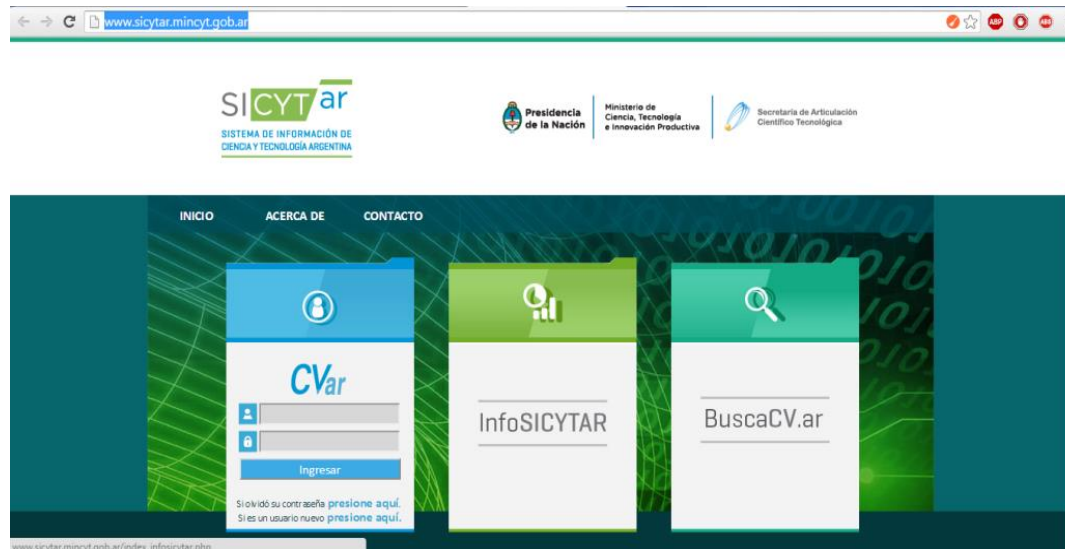 www.sicytar.mincyt.gob.ar
ABP
SICYTar
SISTEMA DE INFORMACIÓN DE
CIENCIA Y TECNOLOGÍA ARGENTINA
Presidencia
de la Nación
Ministerio de
Ciencia, Tecnología
e Innovación Productiva
Secretaría de Articulación
Científico Tecnológica
INICIO ACERCA DE CONTACTO
CVar
Ingresar
Si olvidó su contraseña presione aquí.
Si es un usuario nuevo presione aquí.
InfoSICYTAR
BuscaCV.ar
www.sicytar.mincyt.gob.ar/index_infosicytar.php